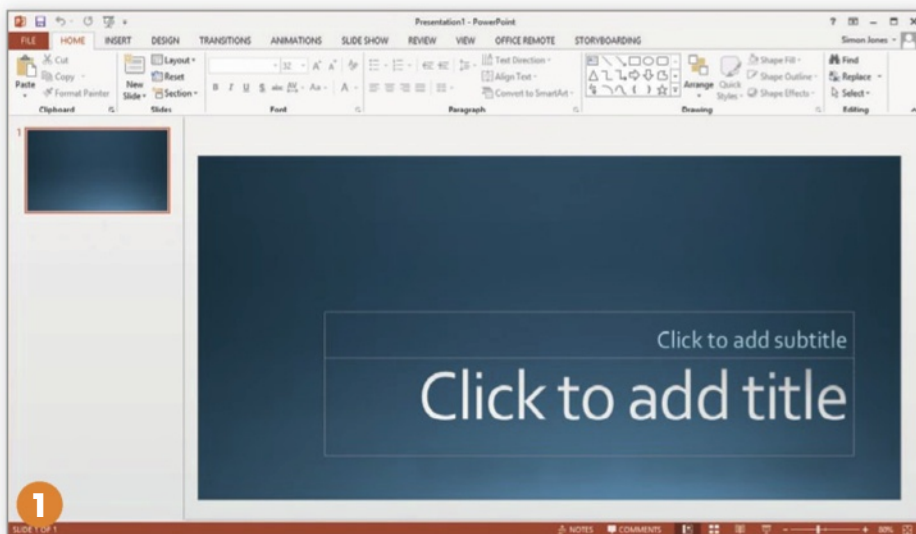 Presentation1 - PowerPoint
FILE HOME INSERT DESIGN TRANSITIONS ANIMATIONS SLIDE SHOW REVIEW VIEW OFFICE REMOTE STORYBOARDING Simon Jones
Paste
Cut
Copy
Format Painter
Clipboard
New Slide
Layout
Reset
Section
Slides
32
B I U S abc AV Aa A
Font
Text Direction
Align Text
Convert to SmartArt
Paragraph
Arrange
Quick Styles
Shape Fill
Shape Outline
Shape Effects
Drawing
Find
Replace
Select
Editing
1
Click to add subtitle
Click to add title
1
SLIDE 1 OF 1 NOTES COMMENTS 80%